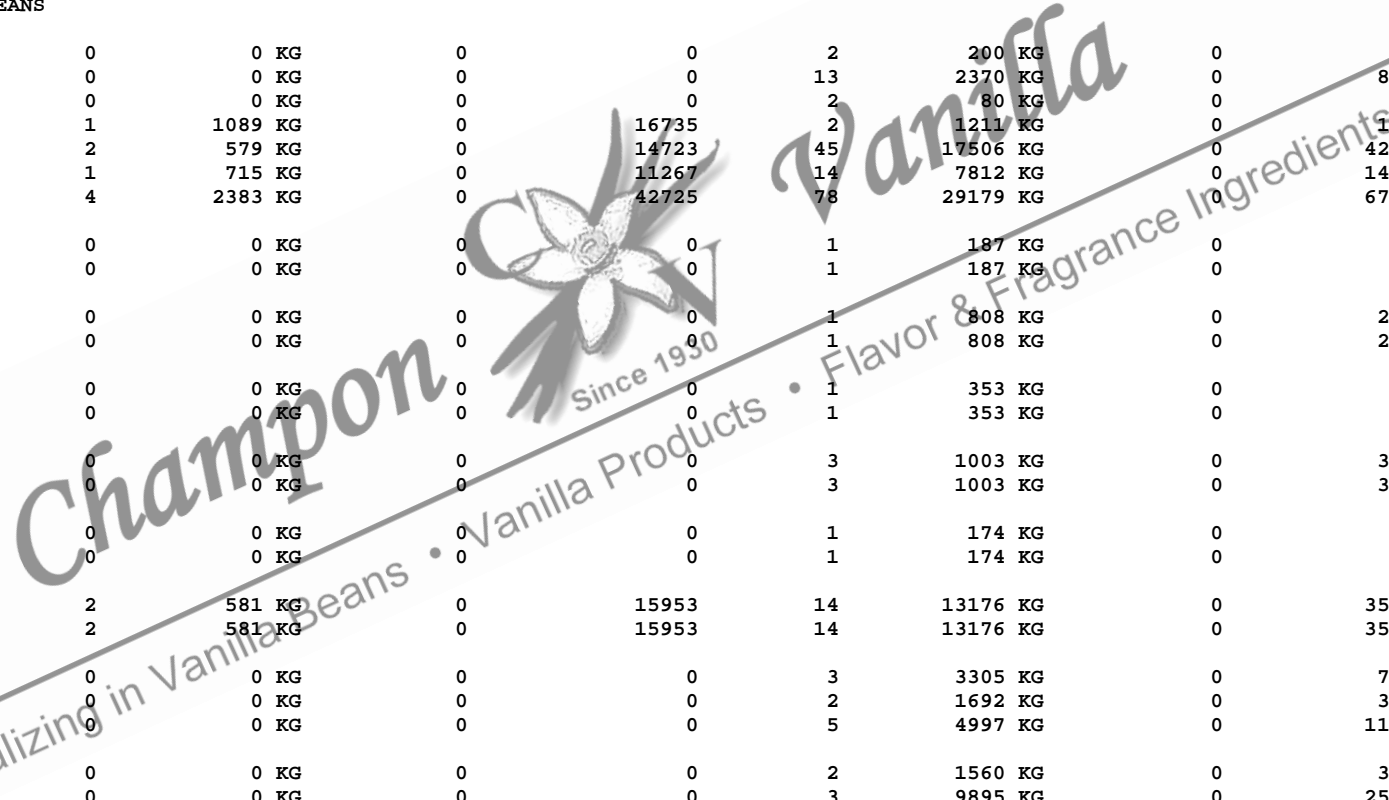 EANS
0 0 KG 0 0 2 200 KG 0
0 0 KG 0 0 13 2370 KG 0 8
0 0 KG 0 0 2 80 KG 0
1 1089 KG 0 16735 2 1211 KG 0 1
2 579 KG 0 14723 45 17506 KG 0 42
1 715 KG 0 11267 14 7812 KG 0 14
4 2383 KG 0 42725 78 29179 KG 0 67
0 0 KG 0 0 1 187 KG 0
0 0 KG 0 0 1 187 KG 0
0 0 KG 0 0 1 808 KG 0 2
0 0 KG 0 0 1 808 KG 0 2
0 0 KG 0 0 1 353 KG 0
0 0 KG 0 0 1 353 KG 0
0 0 KG 0 0 3 1003 KG 0 3
0 0 KG 0 0 3 1003 KG 0 3
0 0 KG 0 0 1 174 KG 0
0 0 KG 0 0 1 174 KG 0
2 581 KG 0 15953 14 13176 KG 0 35
2 581 KG 0 15953 14 13176 KG 0 35
0 0 KG 0 0 3 3305 KG 0 7
0 0 KG 0 0 2 1692 KG 0 3
0 0 KG 0 0 5 4997 KG 0 11
0 0 KG 0 0 2 1560 KG 0 3
0 0 KG 0 0 3 9895 KG 0 25
Champon Vanilla
C V
Since 1930
alizing in Vanilla Beans • Vanilla Products • Flavor & Fragrance Ingredients